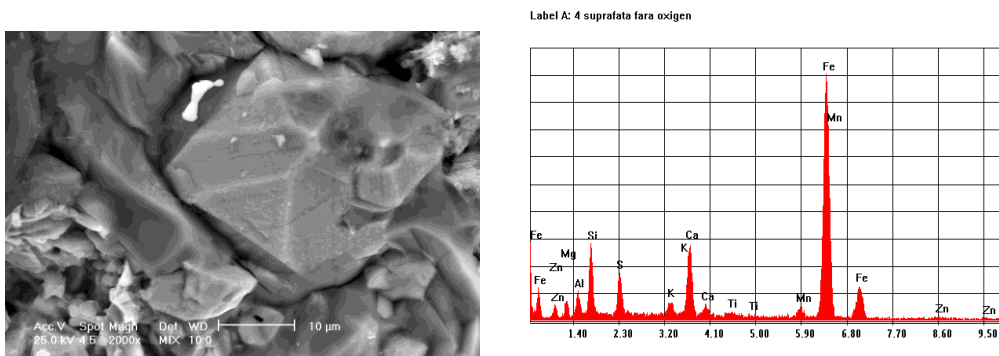 Label A: 4 suprafata fara oxigen
Acc.V Spot Magn Det WD 10 µm
25.0 kV 4.5 2000x MIX 10.0
Fe
Mn
Fe
Si
Ca
K
Mg
Zn
S
Fe
Al
Zn
K
Ca
Ti
Ti
Mn
Fe
Zn
Zn
1.40 2.30 3.20 4.10 5.00 5.90 6.80 7.70 8.60 9.50